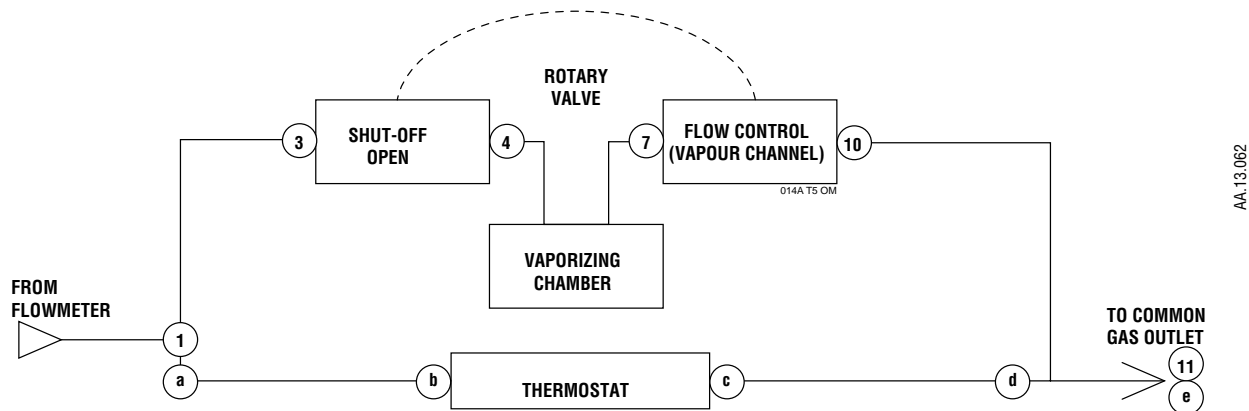 ROTARY
VALVE
3
SHUT-OFF
OPEN
4
7
FLOW CONTROL
(VAPOUR CHANNEL)
10
014A T5 OM
AA.13.062
VAPORIZING
CHAMBER
FROM
FLOWMETER
1
TO COMMON
GAS OUTLET
11
a
b
THERMOSTAT
c
d
e